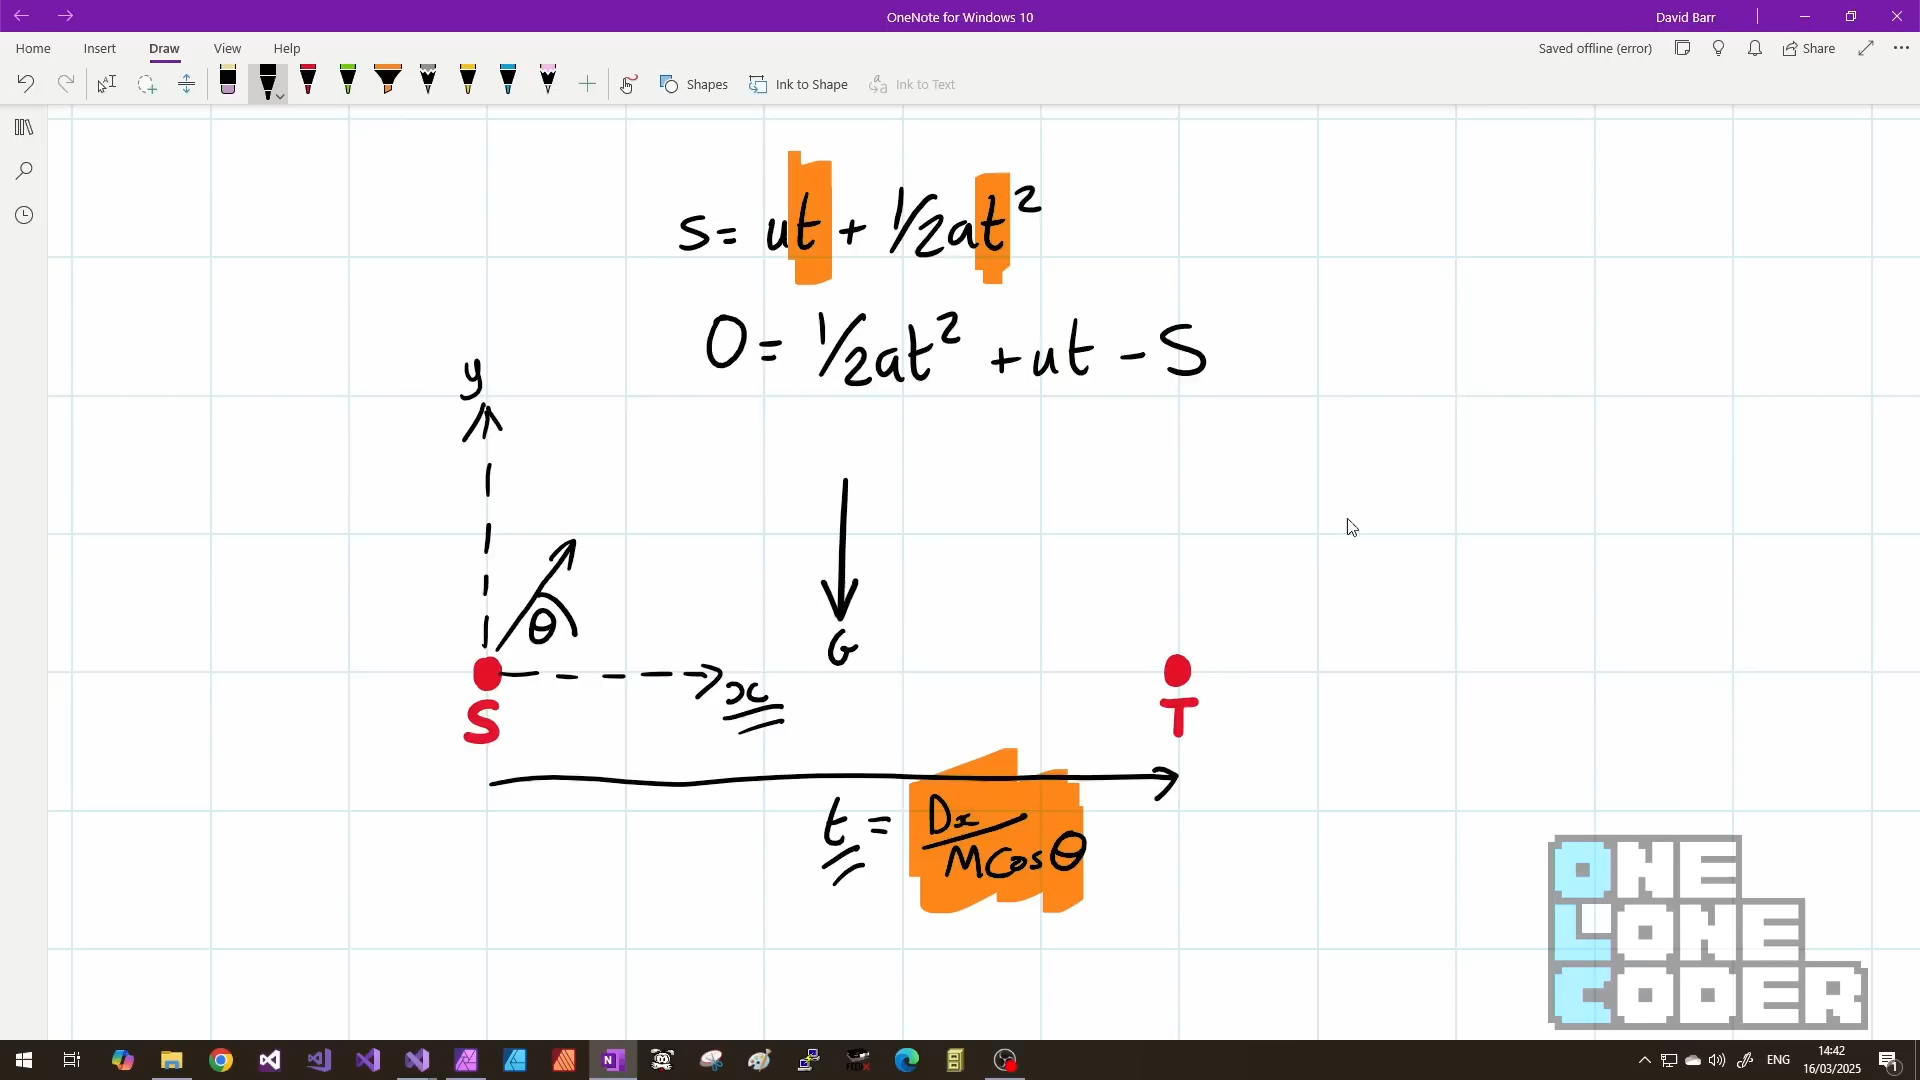 OneNote for Windows 10
David Barr
Home Insert Draw View Help
Saved offline (error)
Share
Shapes
Ink to Shape
Ink to Text
s = ut + 1/2at²
0 = 1/2at² + ut - S
y
θ
G
x
S
T
t = Dx/MCosθ
ONE
LONE
CODER
ENG
14:42
16/03/2025
1